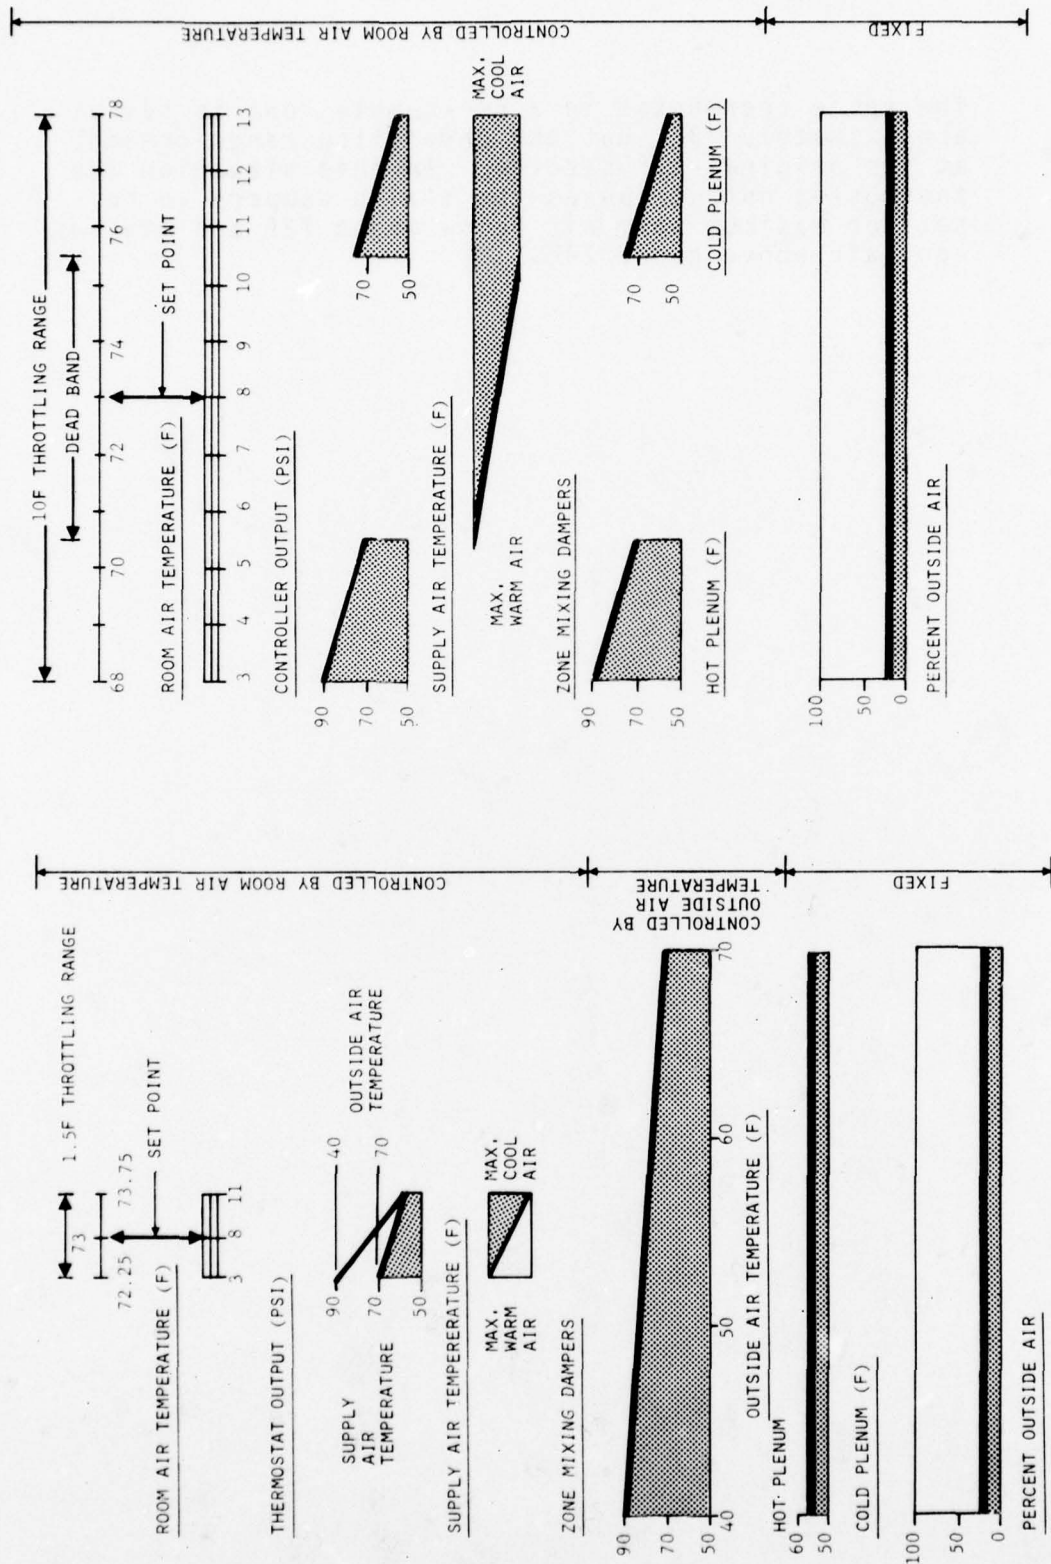 10F THROTTLING RANGE
DEAD BAND
68 70 72 74 76 78
SET POINT
ROOM AIR TEMPERATURE (F)
3 4 5 6 7 8 9 10 11 12 13
CONTROLLER OUTPUT (PSI)
90
70
50
70
50
SUPPLY AIR TEMPERATURE (F)
MAX.
WARM AIR
MAX.
COOL
AIR
ZONE MIXING DAMPERS
90
70
50
HOT PLENUM (F)
70
50
COLD PLENUM (F)
100
50
0
PERCENT OUTSIDE AIR
CONTROLLED BY ROOM AIR TEMPERATURE
FIXED
1.5F THROTTLING RANGE
73
72.25 73.75
SET POINT
ROOM AIR TEMPERATURE (F)
3 8 11
THERMOSTAT OUTPUT (PSI)
SUPPLY
AIR
TEMPERATURE
90
70
50
40
70
OUTSIDE AIR
TEMPERATURE
SUPPLY AIR TEMPERERATURE (F)
MAX.
WARM
AIR
MAX.
COOL
AIR
ZONE MIXING DAMPERS
90
70
50
40 50 60 70
OUTSIDE AIR TEMPERATURE (F)
HOT PLENUM
60
50
COLD PLENUM (F)
100
50
0
PERCENT OUTSIDE AIR
CONTROLLED BY ROOM AIR TEMPERATURE
CONTROLLED BY
OUTSIDE AIR
TEMPERATURE
FIXED